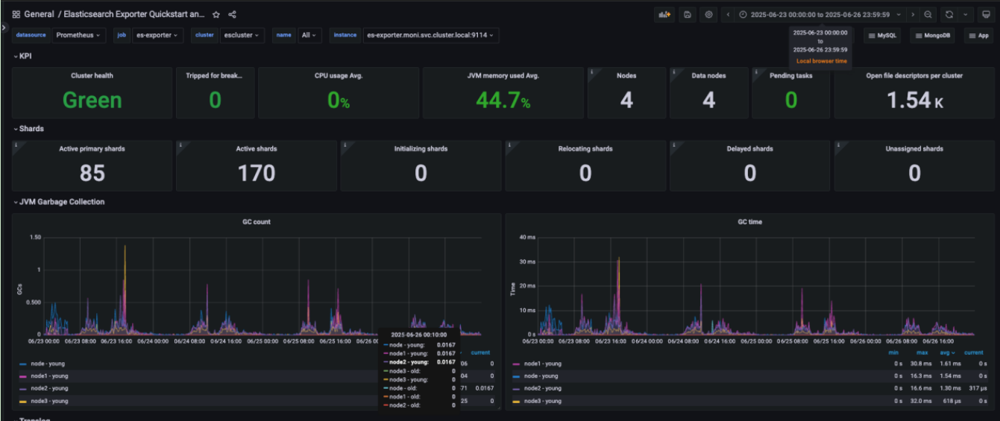 General / Elasticsearch Exporter Quickstart an...
2025-06-23 00:00:00 to 2025-06-26 23:59:59
datasource Prometheus job es-exporter cluster escluster name All instance es-exporter.moni.svc.cluster.local:9114
2025-06-23 00:00:00
to
2025-06-26 23:59:59
Local browser time
MySQL MongoDB App
KPI
Cluster health
Green
Tripped for break...
0
CPU usage Avg.
0%
JVM memory used Avg.
44.7%
Nodes
4
Data nodes
4
Pending tasks
0
Open file descriptors per cluster
1.54 K
Shards
Active primary shards
85
Active shards
170
Initializing shards
0
Relocating shards
0
Delayed shards
0
Unassigned shards
0
JVM Garbage Collection
GC count
1.50
1
0.500
0
GCs
06/23 00:00 06/23 08:00 06/23 16:00 06/24 00:00 06/24 08:00 06/24 16:00 06/25 00:00 06/25 08:00 06/25 16:00 06/26 0
current
node - young 06 0
node1 - young 04 0
node2 - young 71 0.0167
node3 - young 25 0
2025-06-26 00:10:00
node - young: 0.0167
node1 - young: 0.0167
node2 - young: 0.0167
node3 - old: 0
node3 - young: 0
node - old: 0
node1 - old: 0
node2 - old: 0
GC time
40 ms
30 ms
20 ms
10 ms
0 s
Time
06/23 00:00 06/23 08:00 06/23 16:00 06/24 00:00 06/24 08:00 06/24 16:00 06/25 00:00 06/25 08:00 06/25 16:00 06/26 00:00 06/26 08:00 06/26 16:00
min max avg current
node1 - young 0 s 30.8 ms 1.61 ms 0 s
node - young 0 s 16.3 ms 1.54 ms 0 s
node2 - young 0 s 16.6 ms 1.30 ms 317 µs
node3 - young 0 s 32.0 ms 618 µs 0 s
Translog